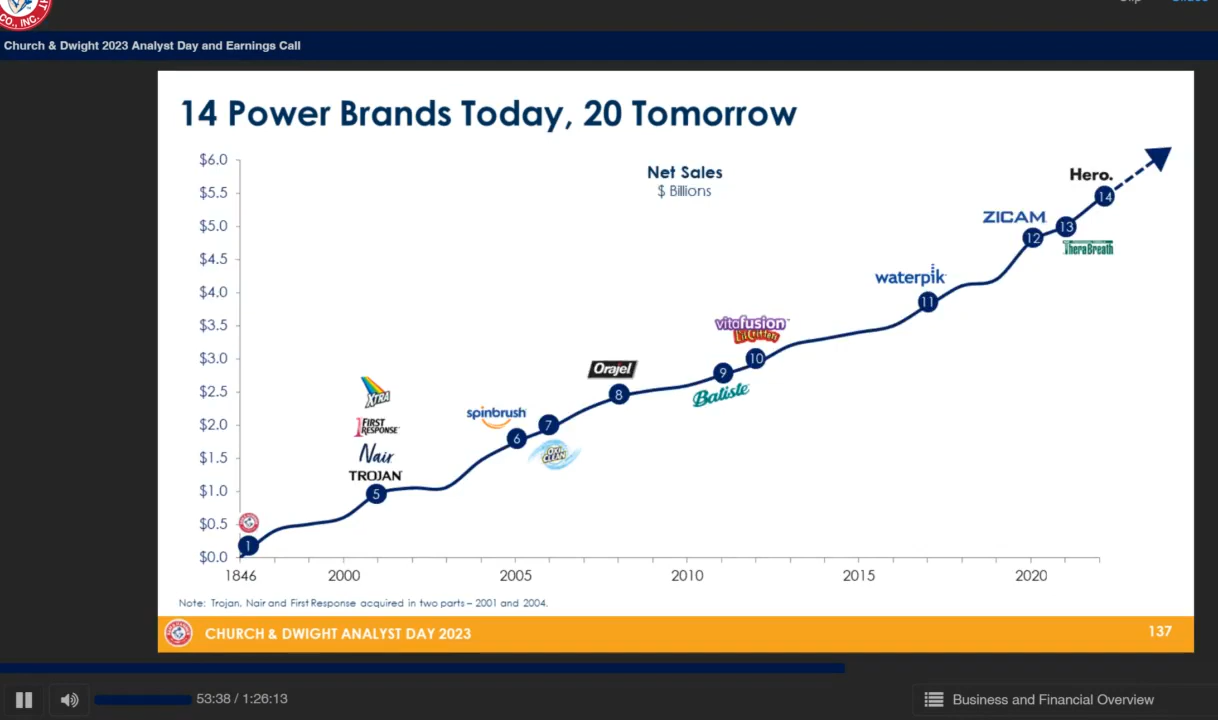 CO., INC.
Church & Dwight 2023 Analyst Day and Earnings Call
14 Power Brands Today, 20 Tomorrow
Net Sales
$ Billions
$6.0
$5.5
$5.0
$4.5
$4.0
$3.5
$3.0
$2.5
$2.0
$1.5
$1.0
$0.5
$0.0
1
XTRA
1 FIRST RESPONSE
Nair
TROJAN
5
spinbrush
6
7
OXI CLEAN
Orajel
8
9
Batiste
vitafusion
L'il Critters
10
waterpik
11
ZICAM
12
13
TheraBreath
Hero.
14
1846 2000 2005 2010 2015 2020
Note: Trojan, Nair and First Response acquired in two parts – 2001 and 2004.
CHURCH & DWIGHT ANALYST DAY 2023
137
53:38 / 1:26:13
Business and Financial Overview